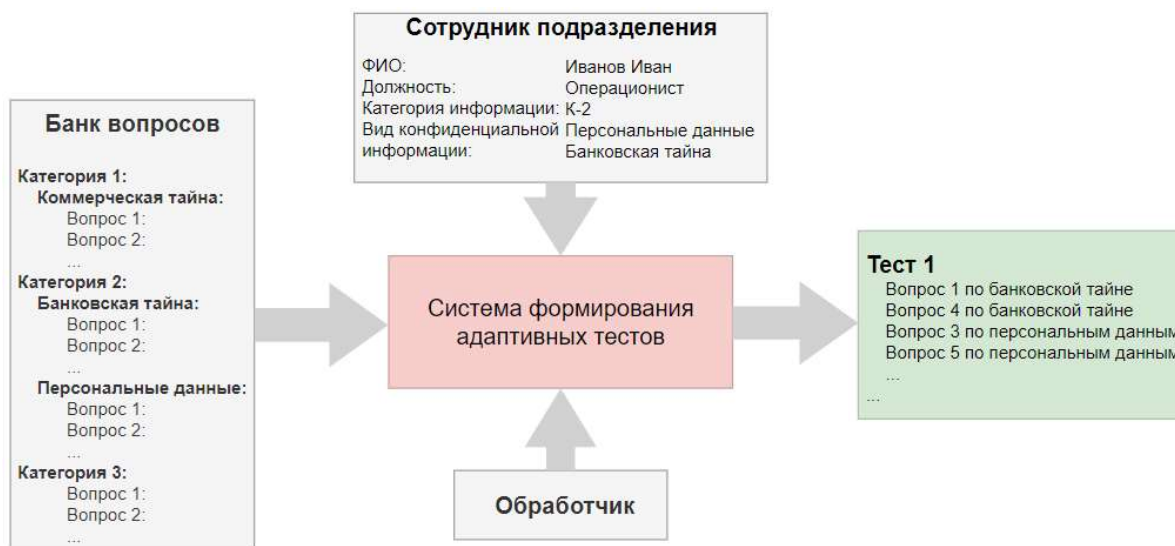 Сотрудник подразделения
ФИО: Иванов Иван
Должность: Операционист
Категория информации: К-2
Вид конфиденциальной Персональные данные
информации: Банковская тайна
Банк вопросов
Категория 1:
Коммерческая тайна:
Вопрос 1:
Вопрос 2:
...
Категория 2:
Банковская тайна:
Вопрос 1:
Вопрос 2:
...
Персональные данные:
Вопрос 1:
Вопрос 2:
...
Категория 3:
Вопрос 1:
Вопрос 2:
...
Система формирования
адаптивных тестов
Обработчик
Тест 1
Вопрос 1 по банковской тайне
Вопрос 4 по банковской тайне
Вопрос 3 по персональным данным
Вопрос 5 по персональным данным
...
...